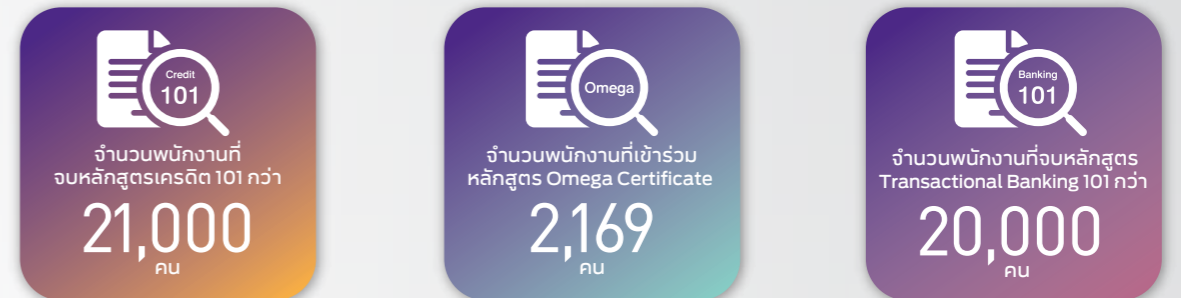 Credit
101
จำนวนพนักงานที่
จบหลักสูตรเครดิต 101 กว่า
21,000
คน
Omega
จำนวนพนักงานที่เข้าร่วม
หลักสูตร Omega Certificate
2,169
คน
Banking
101
จำนวนพนักงานที่จบหลักสูตร
Transactional Banking 101 กว่า
20,000
คน